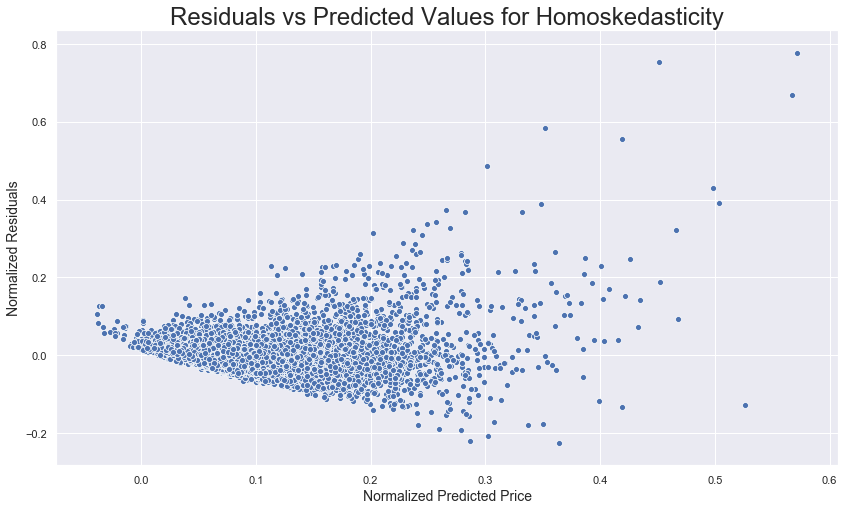 Residuals vs Predicted Values for Homoskedasticity
0.8
0.6
0.4
0.2
0.0
−0.2
Normalized Residuals
0.0 0.1 0.2 0.3 0.4 0.5 0.6
Normalized Predicted Price